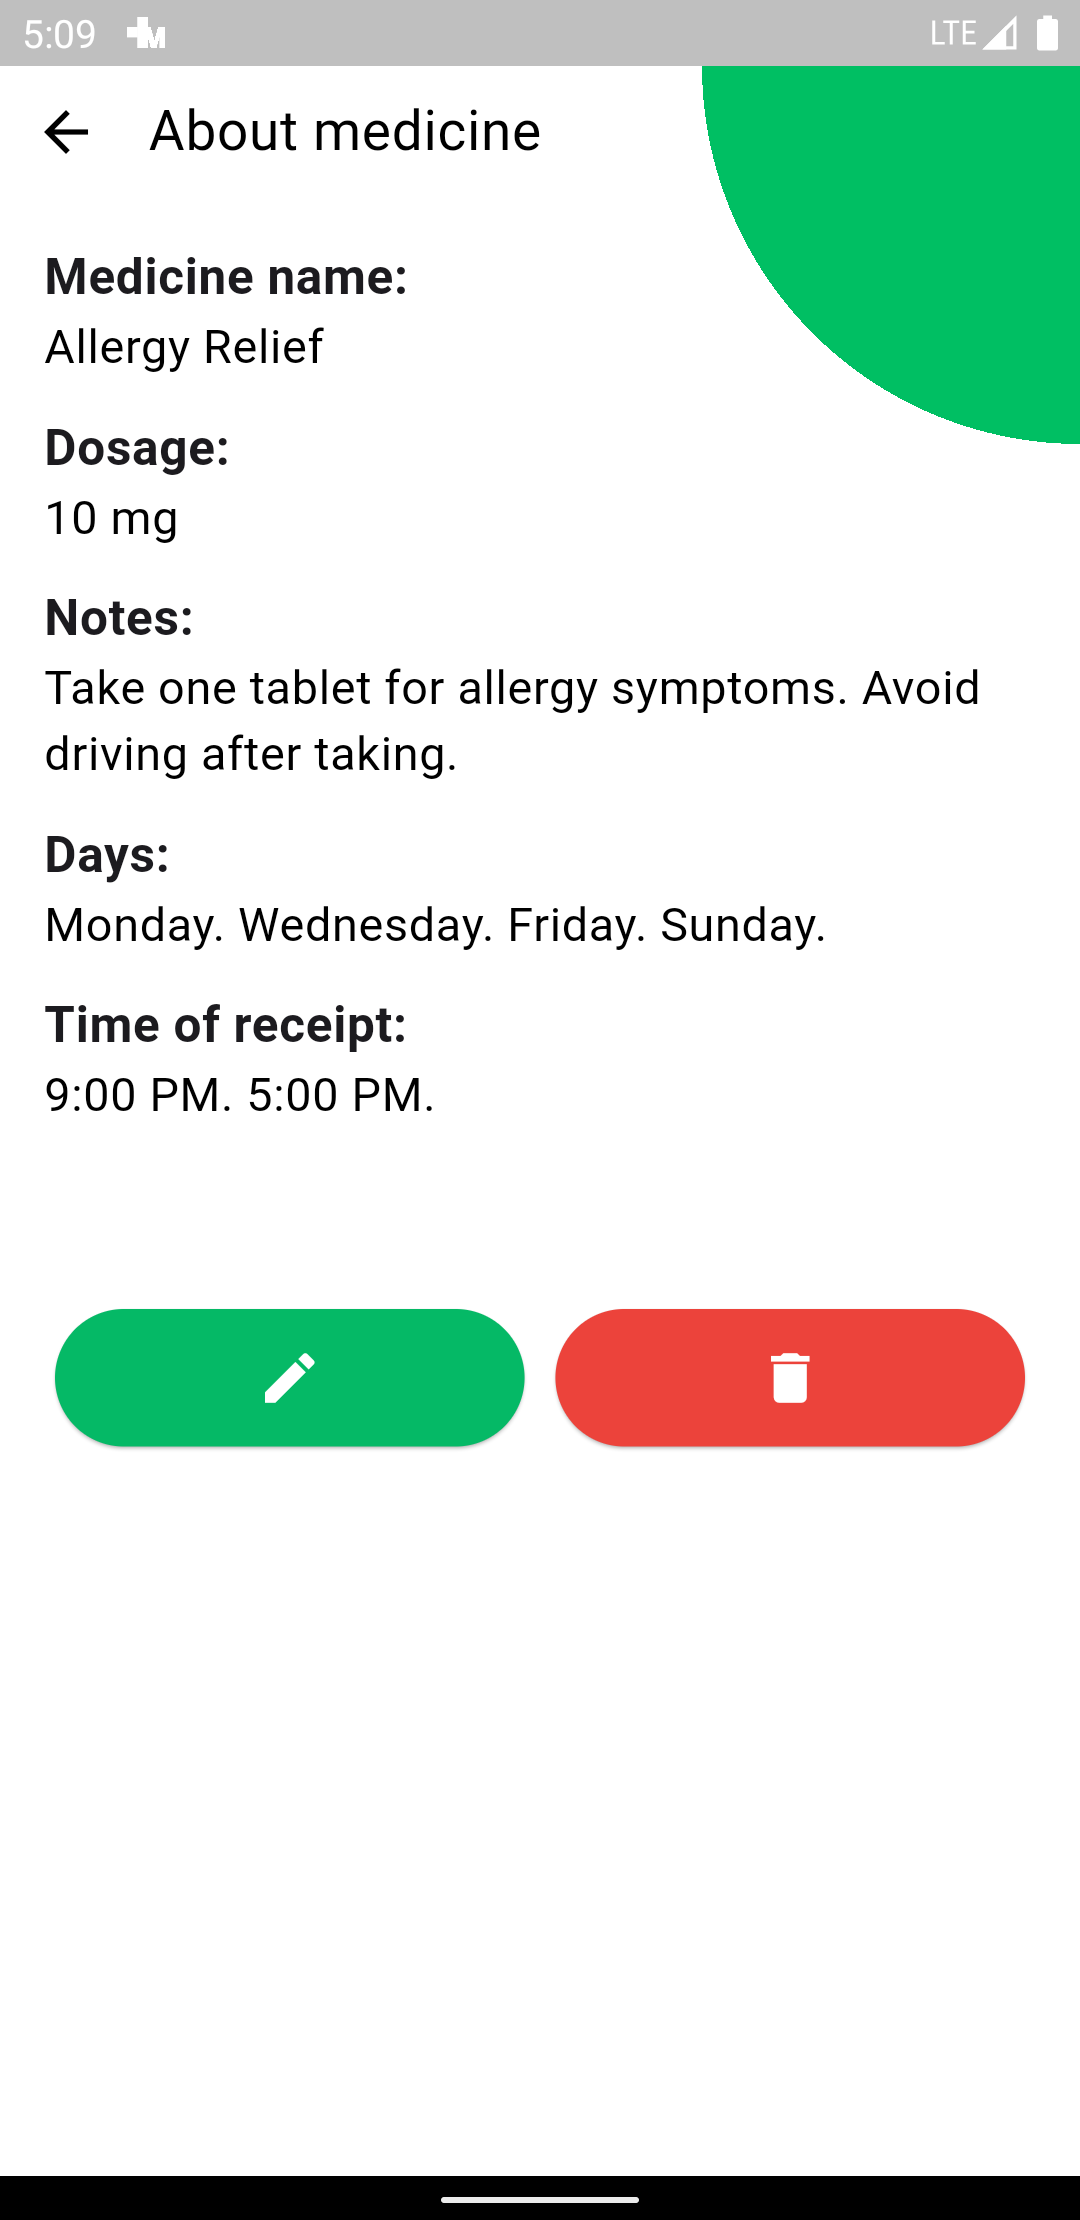 5:09
LTE
About medicine
Medicine name:
Allergy Relief
Dosage:
10 mg
Notes:
Take one tablet for allergy symptoms. Avoid
driving after taking.
Days:
Monday. Wednesday. Friday. Sunday.
Time of receipt:
9:00 PM. 5:00 PM.